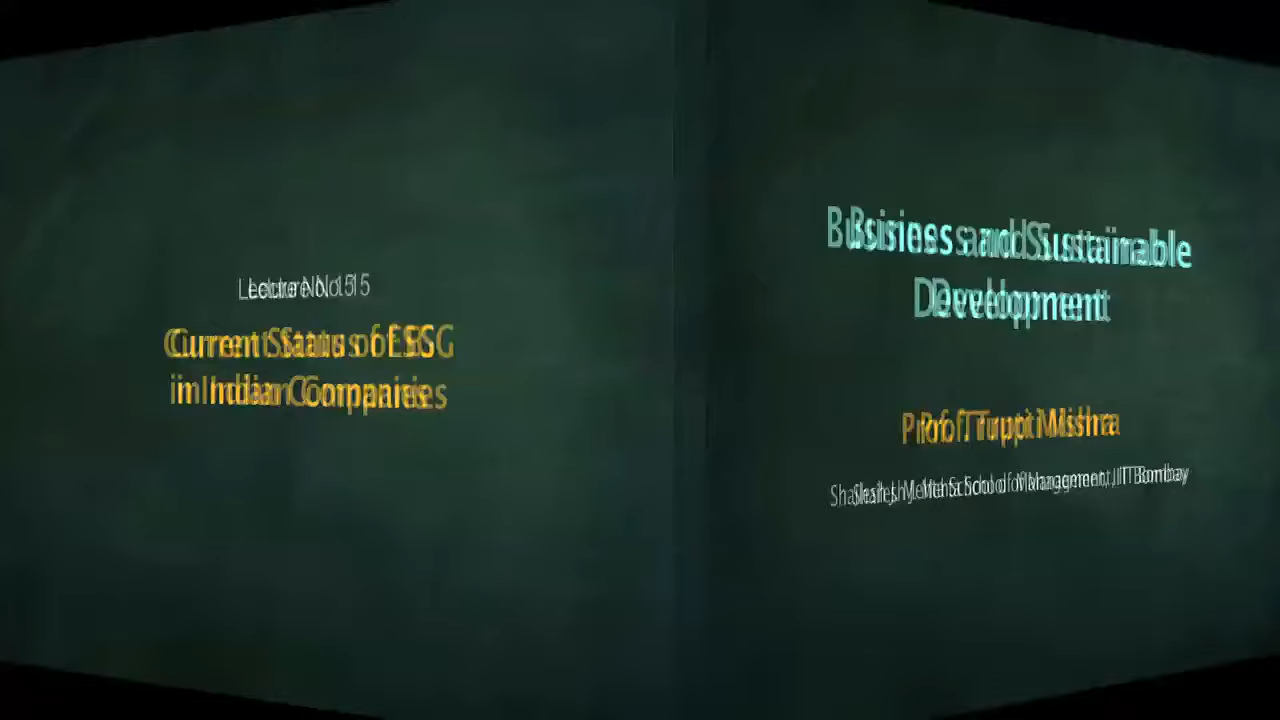 Lecture No 15
Current Status of ESG
in Indian Companies
Business and Sustainable
Development
Prof. Trupti Mishra
Shailesh J. Mehta School of Management, IIT Bombay